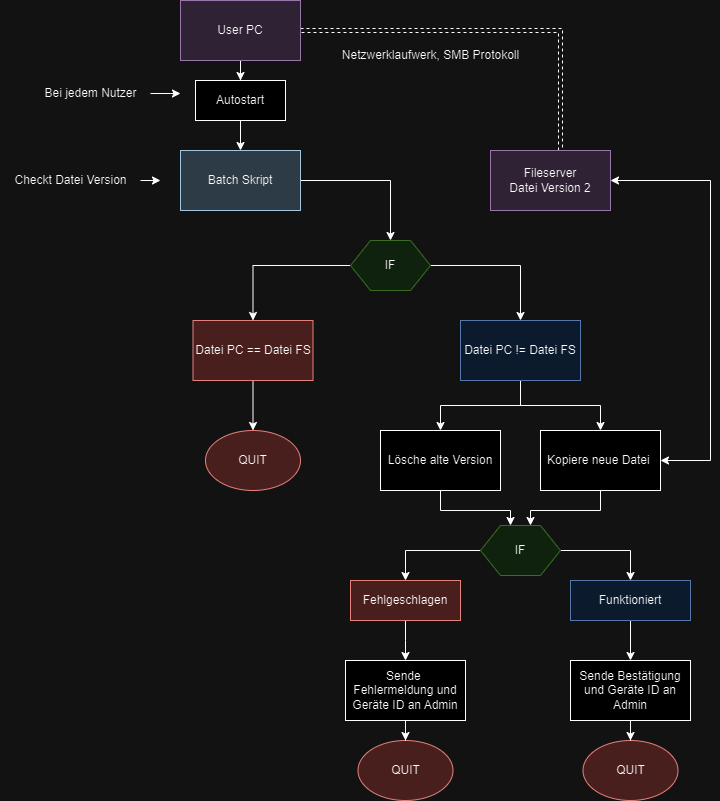 User PC
Netzwerklaufwerk, SMB Protokoll
Bei jedem Nutzer
Autostart
Checkt Datei Version
Batch Skript
Fileserver
Datei Version 2
IF
Datei PC == Datei FS
Datei PC != Datei FS
QUIT
Lösche alte Version
Kopiere neue Datei
IF
Fehlgeschlagen
Funktioniert
Sende
Fehlermeldung und
Geräte ID an Admin
Sende Bestätigung
und Geräte ID an
Admin
QUIT
QUIT